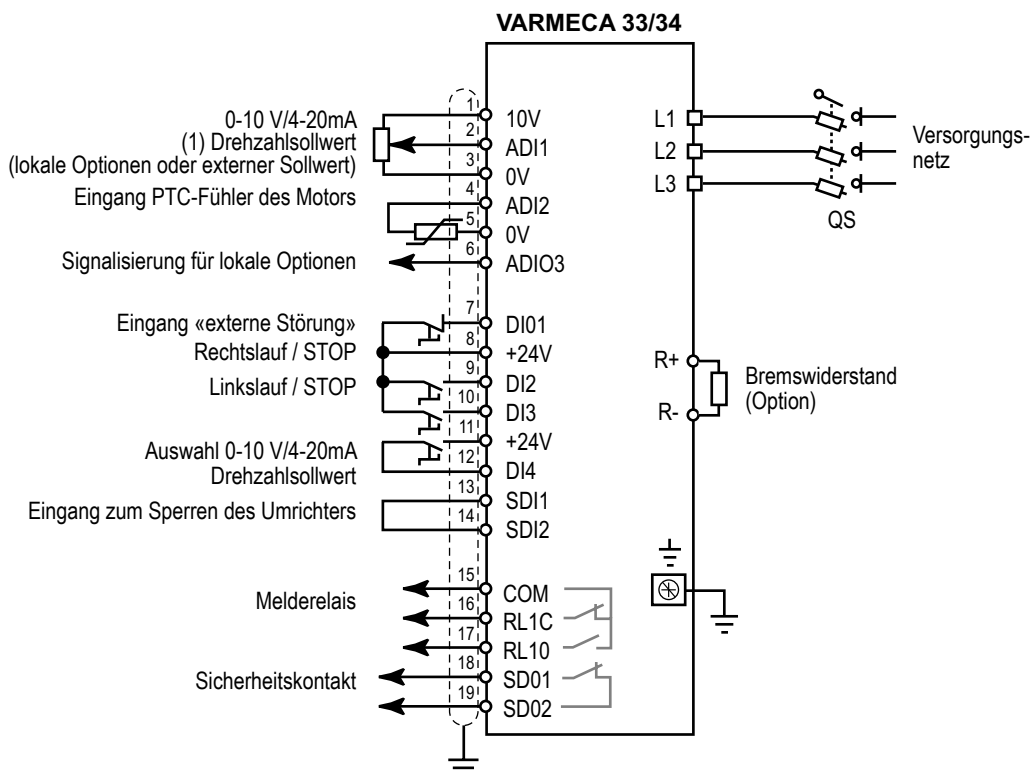 VARMECA 33/34
0-10 V/4-20mA
(1) Drehzahlsollwert
(lokale Optionen oder externer Sollwert)
Eingang PTC-Fühler des Motors
Signalisierung für lokale Optionen
Eingang «externe Störung»
Rechtslauf / STOP
Linkslauf / STOP
Auswahl 0-10 V/4-20mA
Drehzahlsollwert
Eingang zum Sperren des Umrichters
Melderelais
Sicherheitskontakt
1 10V
2 ADI1
3 0V
4 ADI2
5 0V
6 ADIO3
7 DI01
8 +24V
9 DI2
10 DI3
11 +24V
12 DI4
13 SDI1
14 SDI2
15 COM
16 RL1C
17 RL10
18 SD01
19 SD02
L1
L2
L3
QS
Versorgungs-
netz
R+
R-
Bremswiderstand
(Option)